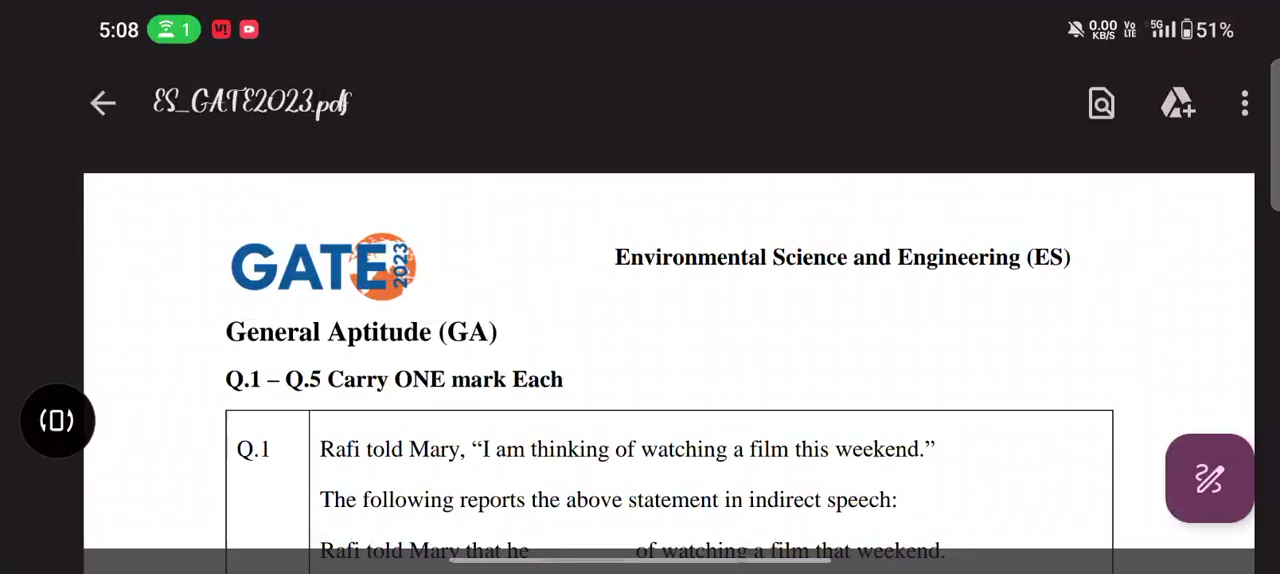 5:08 1 0.00 KB/S Vo LTE 5G 51%
ES_GATE2023.pdf
GATE 2023 Environmental Science and Engineering (ES)
General Aptitude (GA)
Q.1 – Q.5 Carry ONE mark Each
Q.1 Rafi told Mary, “I am thinking of watching a film this weekend.”
The following reports the above statement in indirect speech:
Rafi told Mary that he ________ of watching a film that weekend.